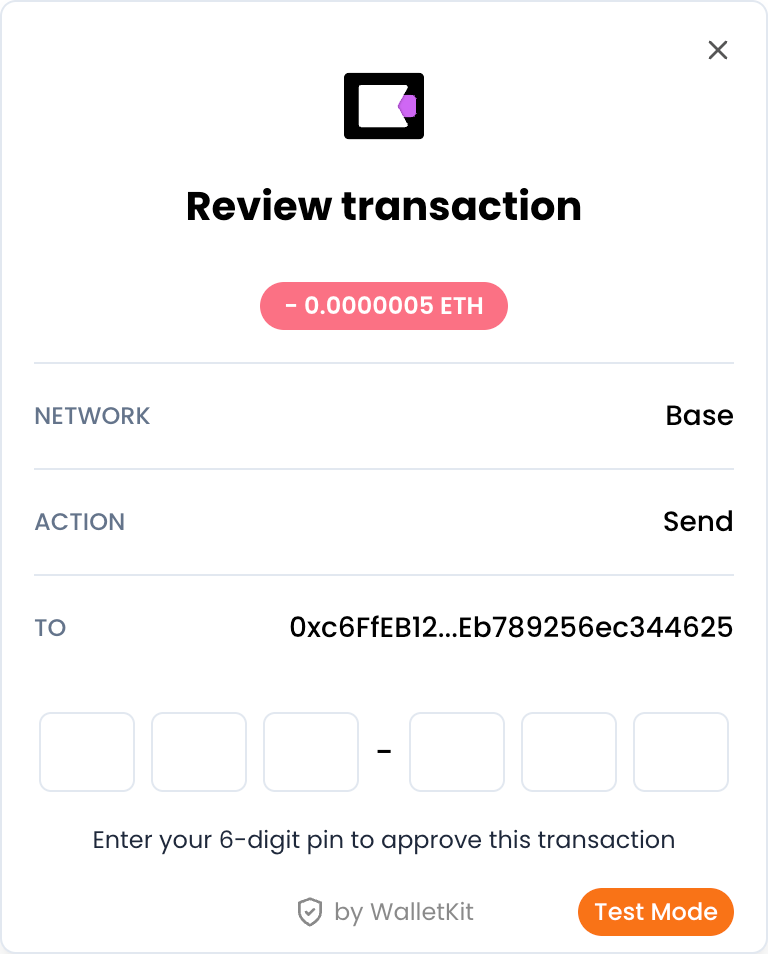 Review transaction
- 0.0000005 ETH
NETWORK Base
ACTION Send
TO 0xc6FfEB12...Eb789256ec344625
-
Enter your 6-digit pin to approve this transaction
by WalletKit Test Mode